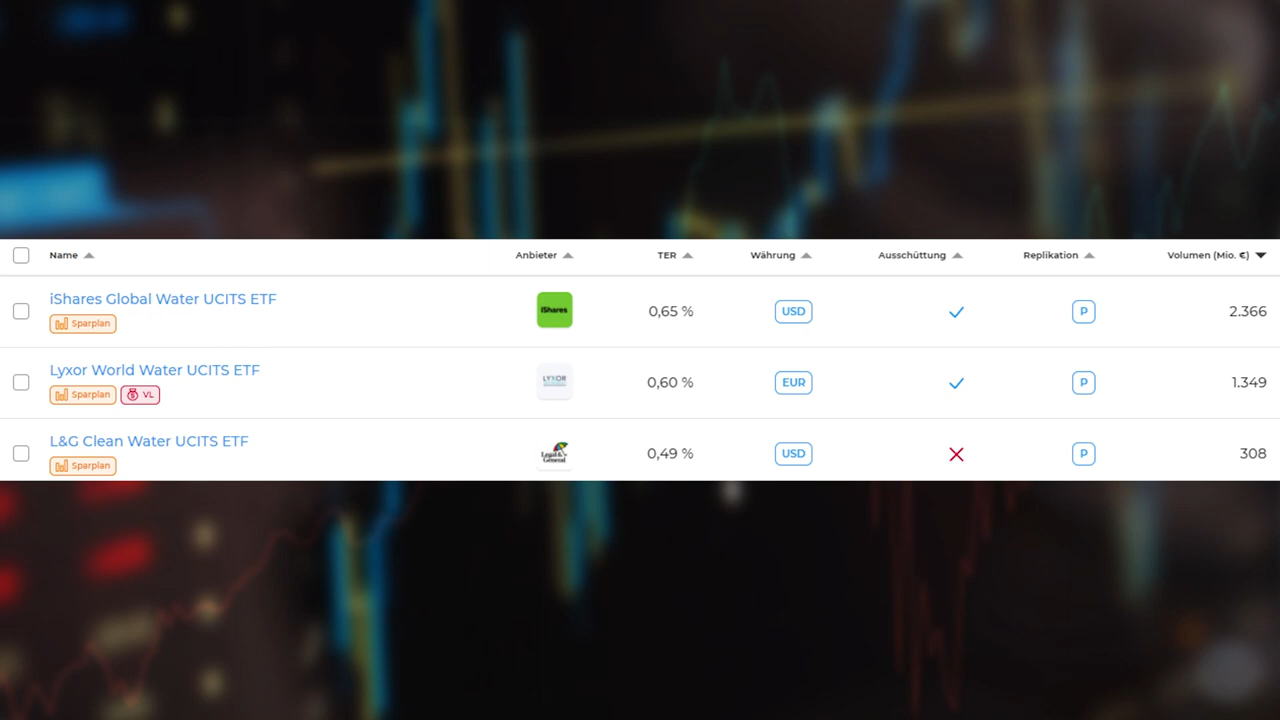 Name Anbieter TER Währung Ausschüttung Replikation Volumen (Mio. €)
iShares Global Water UCITS ETF
Sparplan
iShares 0,65 % USD P 2.366
Lyxor World Water UCITS ETF
Sparplan VL
LYXOR 0,60 % EUR P 1.349
L&G Clean Water UCITS ETF
Sparplan
Legal & General 0,49 % USD P 308